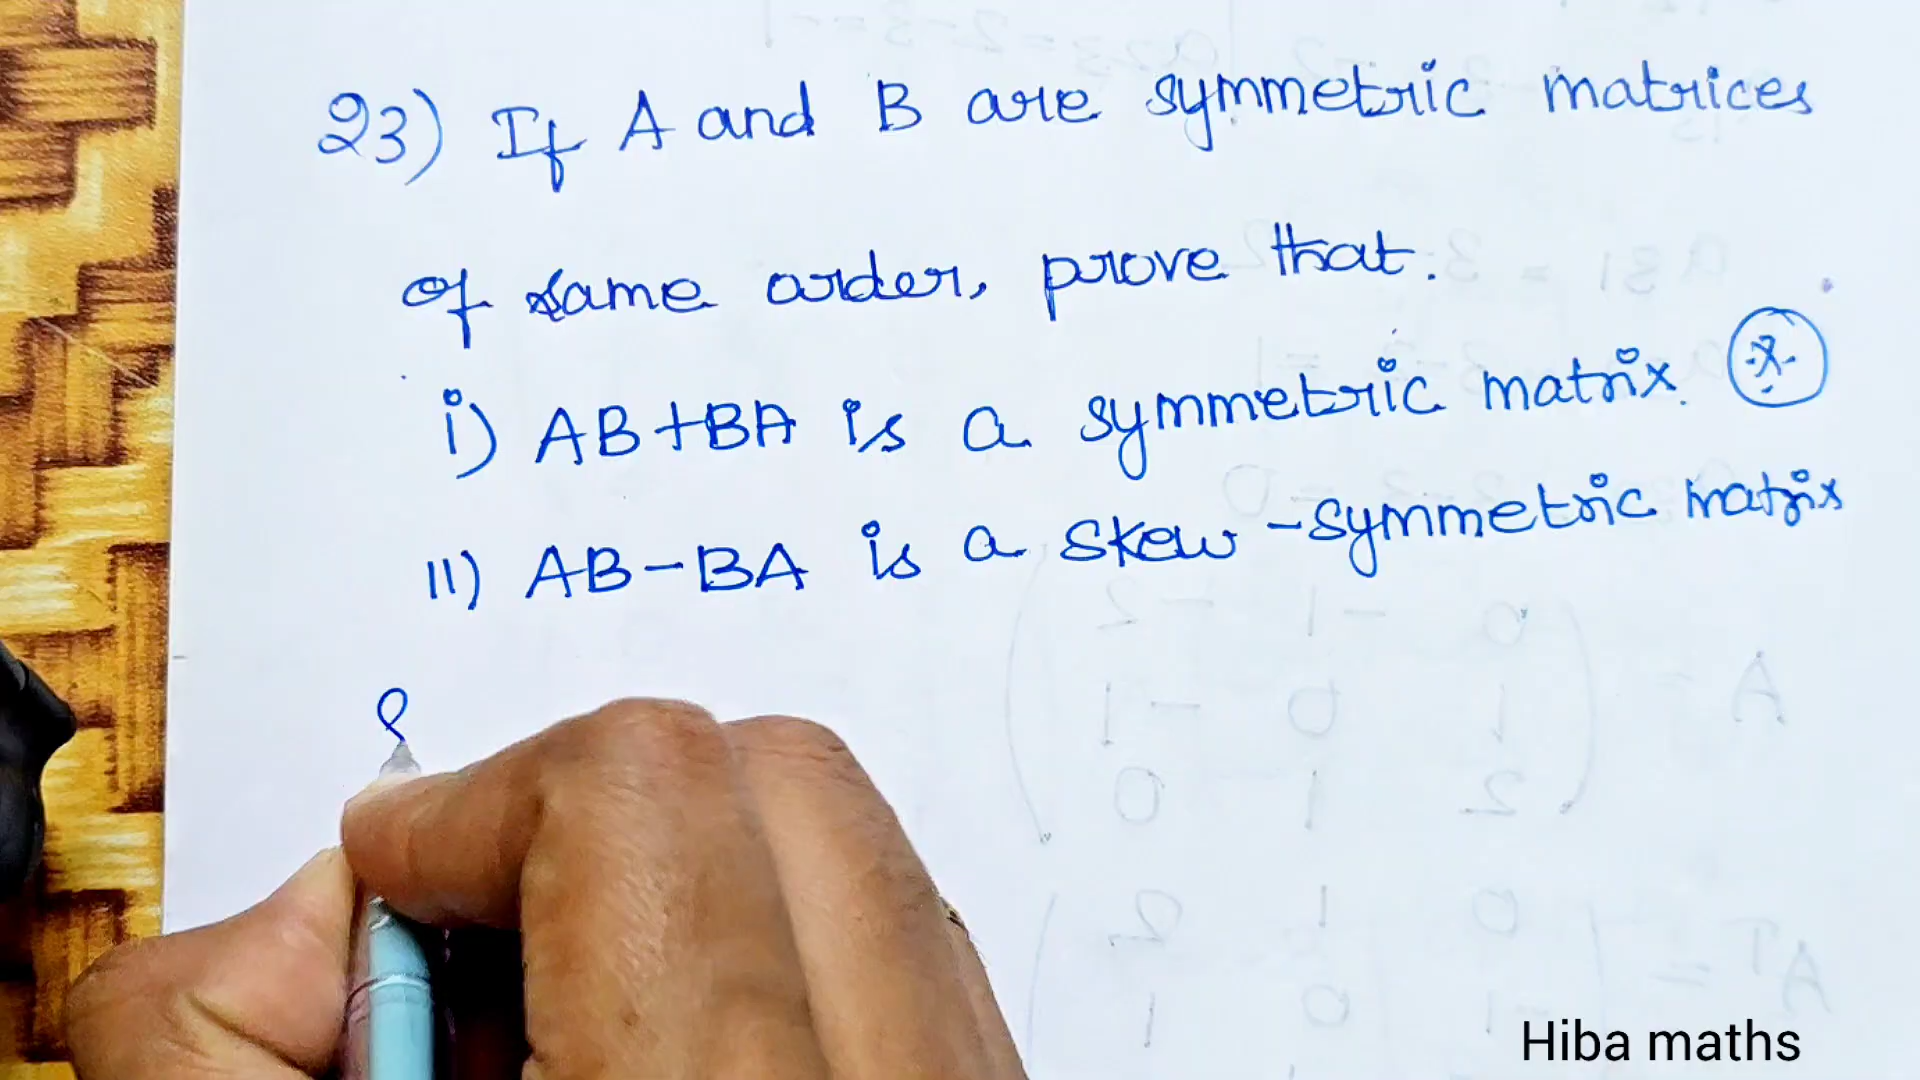 23) If A and B are symmetric matrices
of same order, prove that.
i) AB+BA is a symmetric matrix.
ii) AB-BA is a skew-symmetric matrix
Hiba maths